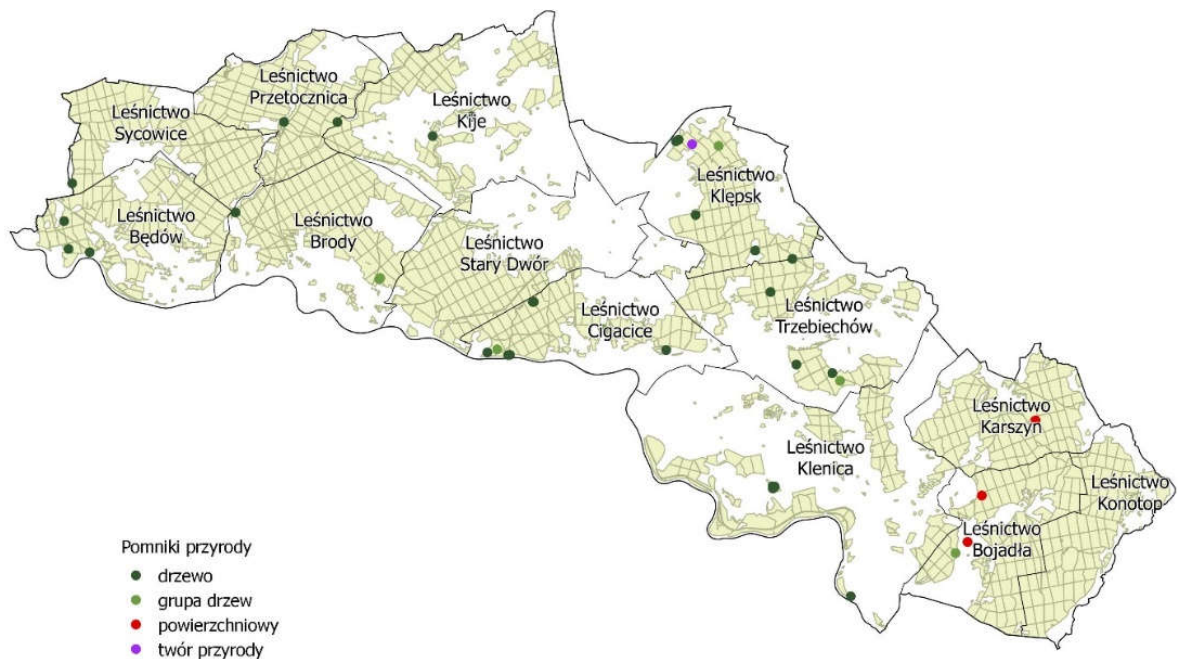 Leśnictwo
Przetocznica
Leśnictwo
Kije
Leśnictwo
Sycowice
Leśnictwo
Klępsk
Leśnictwo
Będów
Leśnictwo
Brody
Leśnictwo
Stary Dwór
Leśnictwo
Cigacice
Leśnictwo
Trzebiechów
Leśnictwo
Karszyn
Leśnictwo
Klenica
Leśnictwo
Konotop
Leśnictwo
Bojadła
Pomniki przyrody
drzewo
grupa drzew
powierzchniowy
twór przyrody